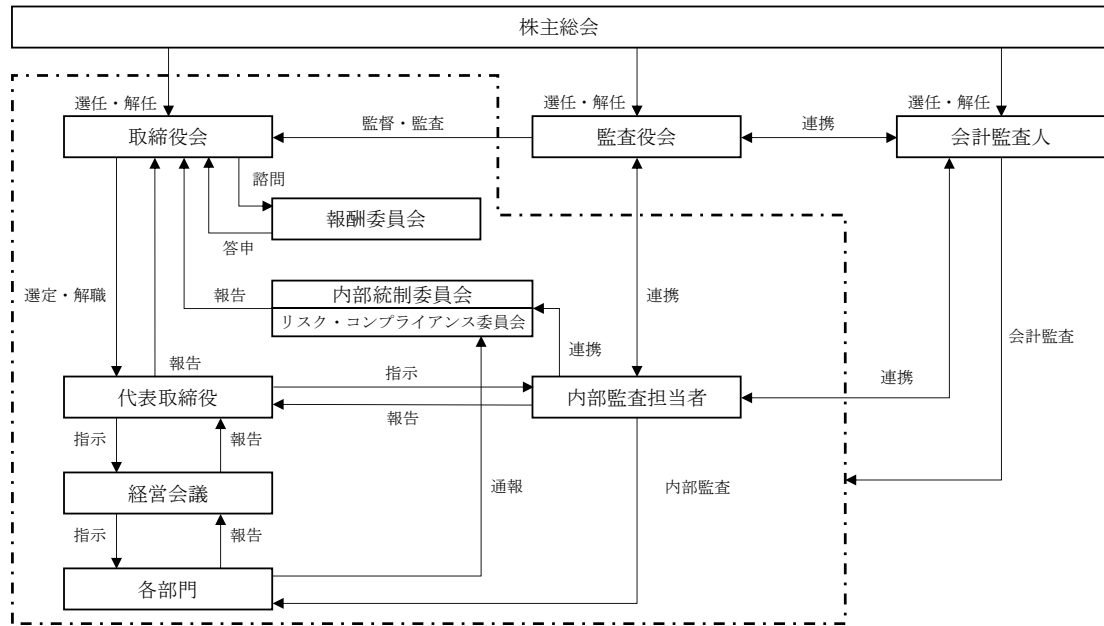 株主総会
選任・解任
選任・解任
選任・解任
取締役会
監督・監査
監査役会
連携
会計監査人
諮問
報酬委員会
答申
選定・解職
報告
内部統制委員会
リスク・コンプライアンス委員会
連携
連携
会計監査
報告
指示
連携
代表取締役
内部監査担当者
報告
指示
報告
経営会議
通報
内部監査
指示
報告
各部門